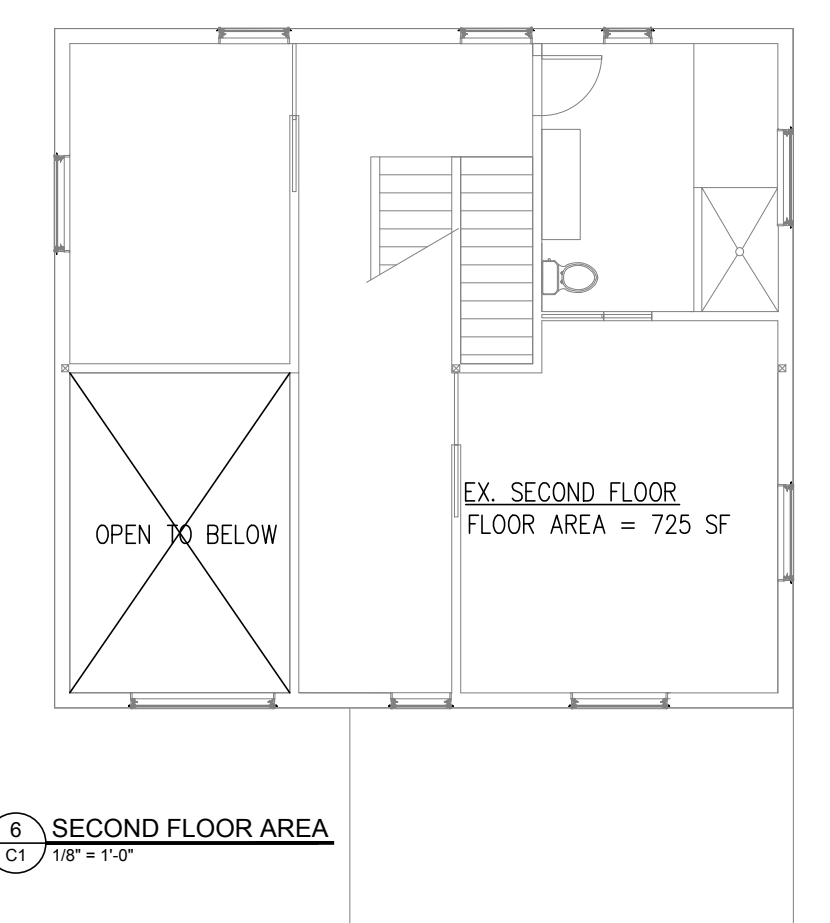 EX. SECOND FLOOR
FLOOR AREA = 725 SF
OPEN TO BELOW
6
C1
SECOND FLOOR AREA
1/8" = 1'-0"